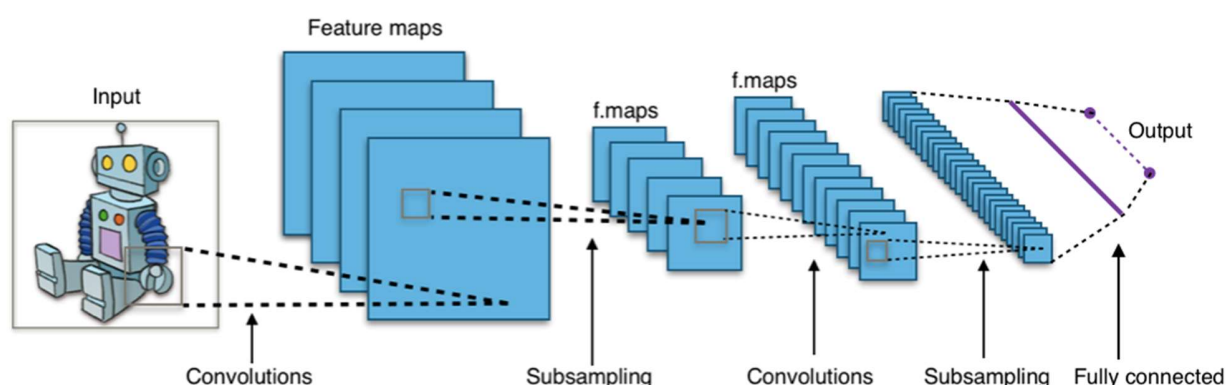 Feature maps
Input
f.maps
f.maps
Output
Convolutions
Subsampling
Convolutions
Subsampling
Fully connected